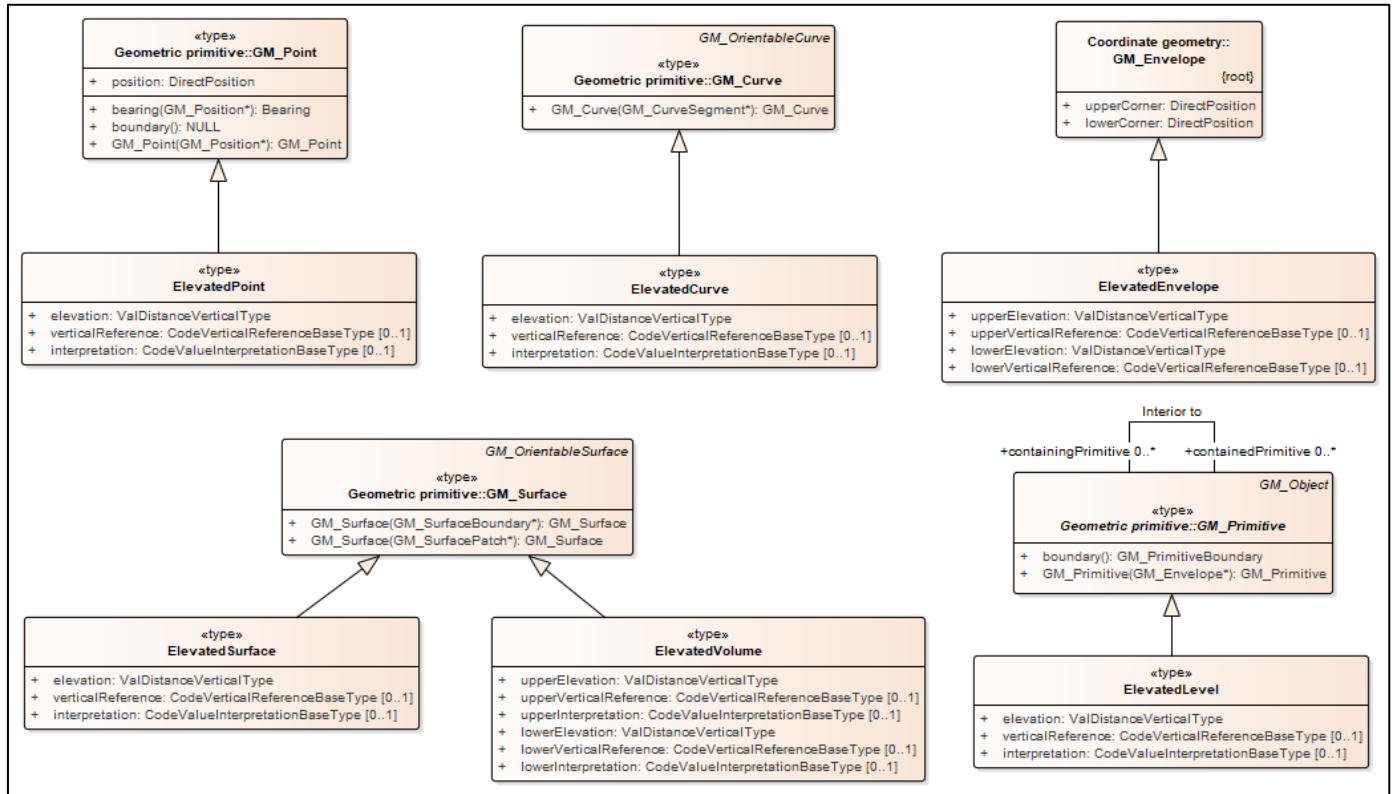 «type»
Geometric primitive::GM_Point
+ position: DirectPosition
+ bearing(GM_Position*): Bearing
+ boundary(): NULL
+ GM_Point(GM_Position*): GM_Point
GM_OrientableCurve
«type»
Geometric primitive::GM_Curve
+ GM_Curve(GM_CurveSegment*): GM_Curve
Coordinate geometry::
GM_Envelope
{root}
+ upperCorner: DirectPosition
+ lowerCorner: DirectPosition
«type»
ElevatedPoint
+ elevation: ValDistanceVerticalType
+ verticalReference: CodeVerticalReferenceBaseType [0..1]
+ interpretation: CodeValueInterpretationBaseType [0..1]
«type»
ElevatedCurve
+ elevation: ValDistanceVerticalType
+ verticalReference: CodeVerticalReferenceBaseType [0..1]
+ interpretation: CodeValueInterpretationBaseType [0..1]
«type»
ElevatedEnvelope
+ upperElevation: ValDistanceVerticalType
+ upperVerticalReference: CodeVerticalReferenceBaseType [0..1]
+ lowerElevation: ValDistanceVerticalType
+ lowerVerticalReference: CodeVerticalReferenceBaseType [0..1]
GM_OrientableSurface
«type»
Geometric primitive::GM_Surface
+ GM_Surface(GM_SurfaceBoundary*): GM_Surface
+ GM_Surface(GM_SurfacePatch*): GM_Surface
Interior to
+containingPrimitive 0..* +containedPrimitive 0..*
GM_Object
«type»
Geometric primitive::GM_Primitive
+ boundary(): GM_PrimitiveBoundary
+ GM_Primitive(GM_Envelope*): GM_Primitive
«type»
ElevatedSurface
+ elevation: ValDistanceVerticalType
+ verticalReference: CodeVerticalReferenceBaseType [0..1]
+ interpretation: CodeValueInterpretationBaseType [0..1]
«type»
ElevatedVolume
+ upperElevation: ValDistanceVerticalType
+ upperVerticalReference: CodeVerticalReferenceBaseType [0..1]
+ upperInterpretation: CodeValueInterpretationBaseType [0..1]
+ lowerElevation: ValDistanceVerticalType
+ lowerVerticalReference: CodeVerticalReferenceBaseType [0..1]
+ lowerInterpretation: CodeValueInterpretationBaseType [0..1]
«type»
ElevatedLevel
+ elevation: ValDistanceVerticalType
+ verticalReference: CodeVerticalReferenceBaseType [0..1]
+ interpretation: CodeValueInterpretationBaseType [0..1]